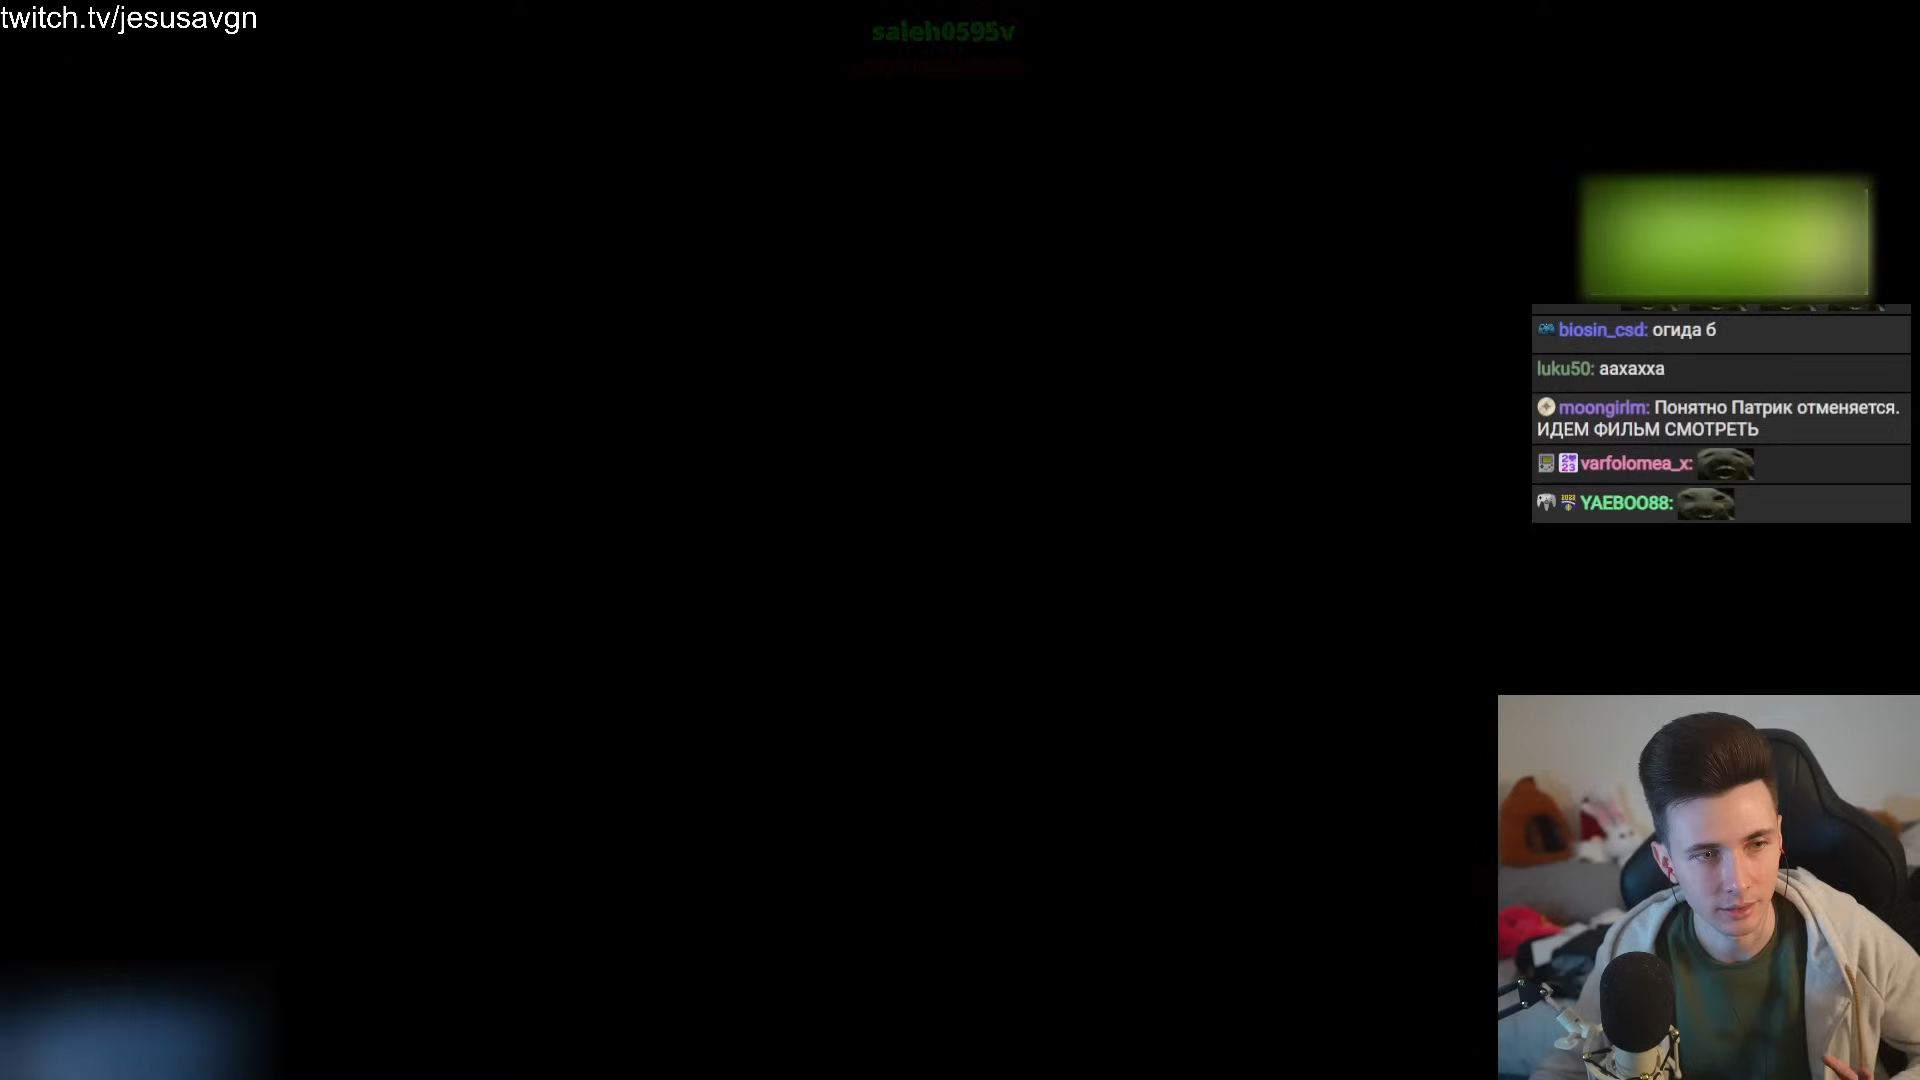 twitch.tv/jesusavgn
saleh0595v
biosin_csd: огида б
luku50: аахахха
moongirlm: Понятно Патрик отменяется.
ИДЕМ ФИЛЬМ СМОТРЕТЬ
varfolomea_x:
YAEBOO88: